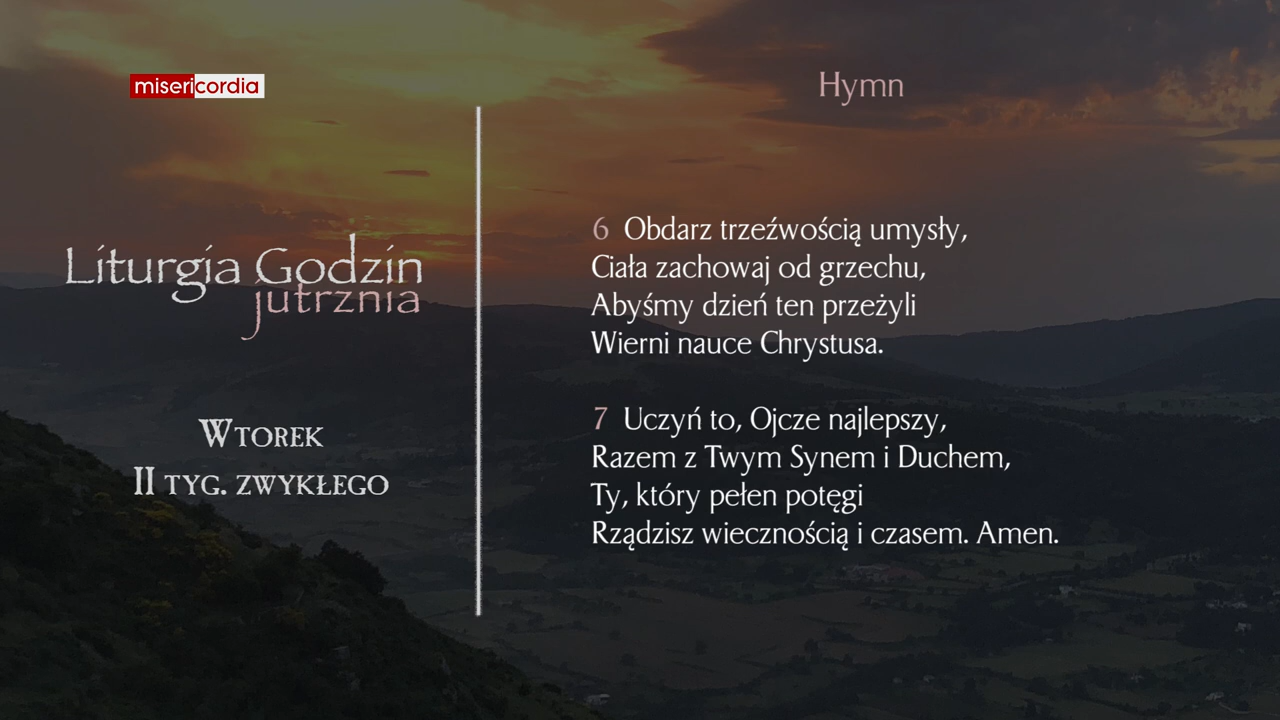 misericordia
Liturgia Godzin
jutrznia
Wtorek
II tyg. zwykłego
Hymn
6 Obdarz trzeźwością umysły,
Ciała zachowaj od grzechu,
Abyśmy dzień ten przeżyli
Wierni nauce Chrystusa.
7 Uczyń to, Ojcze najlepszy,
Razem z Twym Synem i Duchem,
Ty, który pełen potęgi
Rządzisz wiecznością i czasem. Amen.